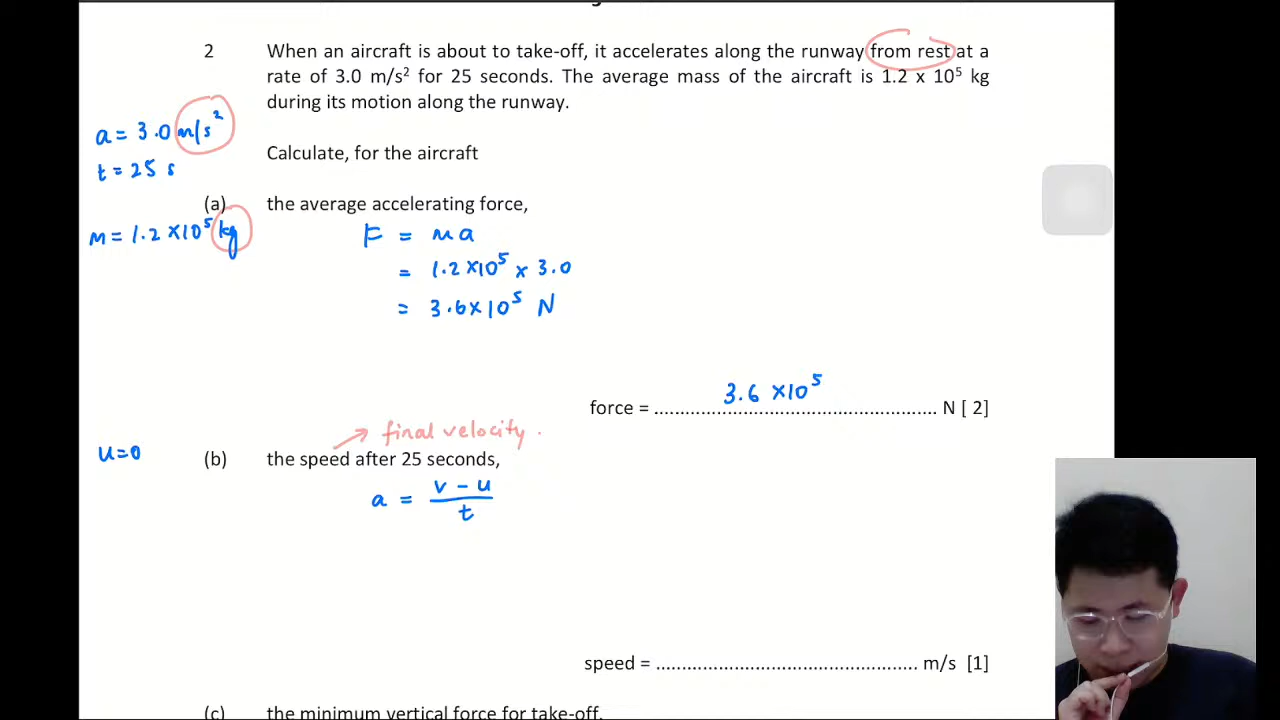 2 When an aircraft is about to take-off, it accelerates along the runway from rest at a
rate of 3.0 m/s² for 25 seconds. The average mass of the aircraft is 1.2 x 10⁵ kg
during its motion along the runway.
a = 3.0 m/s²
Calculate, for the aircraft
t = 25 s
(a) the average accelerating force,
m = 1.2 × 10⁵ kg
F = ma
= 1.2 × 10⁵ × 3.0
= 3.6 × 10⁵ N
force = 3.6 × 10⁵ N [ 2]
→ final velocity.
u = 0
(b) the speed after 25 seconds,
a = (v − u) / t
speed = .................................................. m/s [1]
(c) the minimum vertical force for take-off.